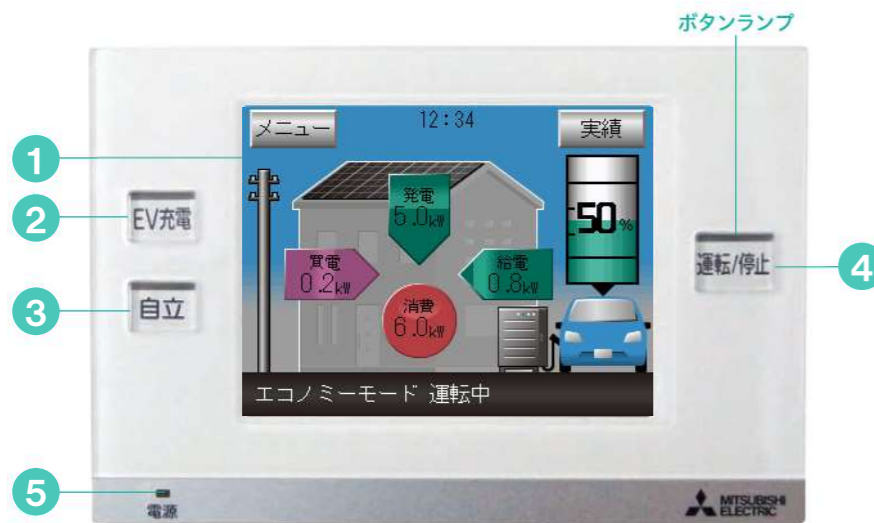 ボタンランプ
メニュー
12:34
実績
1
発電
5.0kW
2
EV充電
50%
買電
0.2kW
給電
0.8kW
運転/停止
4
3
自立
消費
6.0kW
エコノミーモード 運転中
5
電源
MITSUBISHI
ELECTRIC